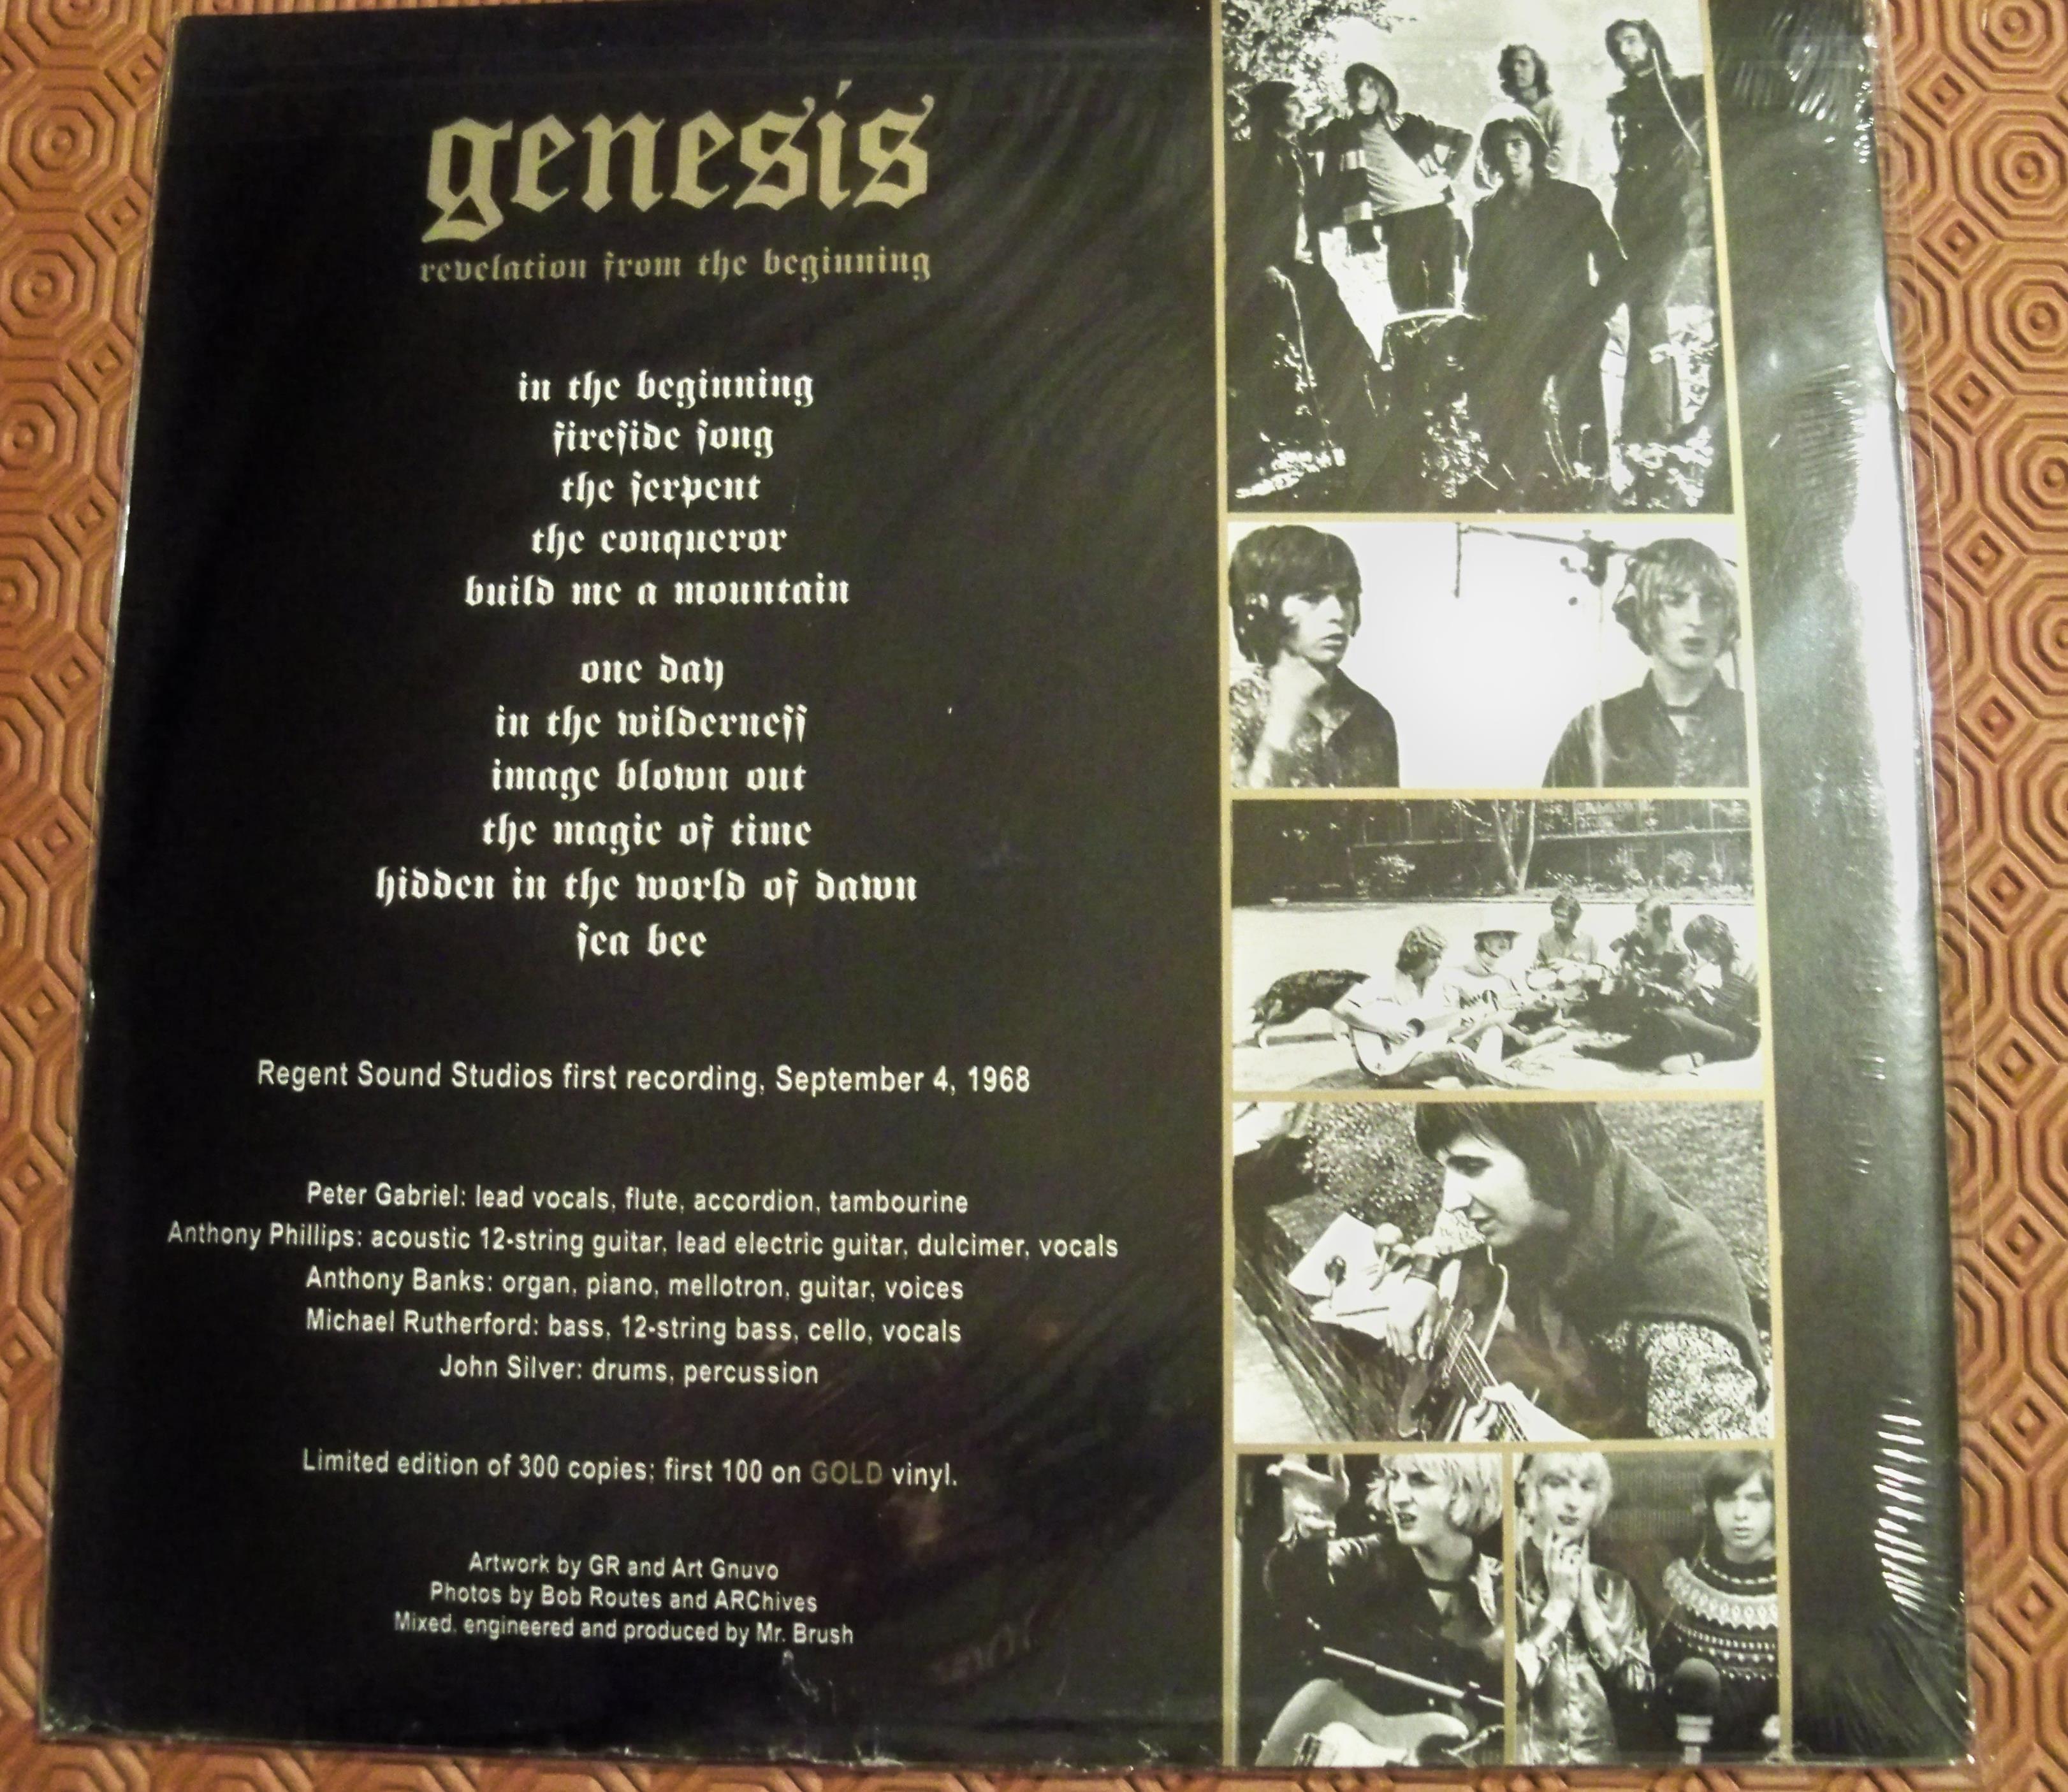 genesis
revelation from the beginning
in the beginning
fireside song
the serpent
the conqueror
build me a mountain
one day
in the wilderness
image blown out
the magic of time
hidden in the world of dawn
sea bee
Regent Sound Studios first recording, September 4, 1968
Peter Gabriel: lead vocals, flute, accordion, tambourine
Anthony Phillips: acoustic 12-string guitar, lead electric guitar, dulcimer, vocals
Anthony Banks: organ, piano, mellotron, guitar, voices
Michael Rutherford: bass, 12-string bass, cello, vocals
John Silver: drums, percussion
Limited edition of 300 copies; first 100 on GOLD vinyl.
Artwork by GR and Art Gnuvo
Photos by Bob Routes and ARChives
Mixed, engineered and produced by Mr. Brush